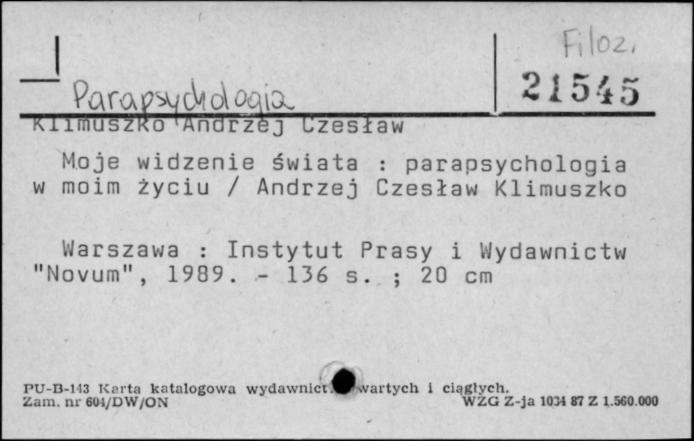 Filoz.
21545
Parapsychologia
Klimuszko Andrzej Czesław
Moje widzenie świata : parapsychologia
w moim życiu / Andrzej Czesław Klimuszko
Warszawa : Instytut Prasy i Wydawnictw
"Novum", 1989. - 136 s. ; 20 cm
PU-B-143 Karta katalogowa wydawnict wartych i ciągłych.
Zam. nr 604/DW/ON
WZG Z-ja 1034 87 Z 1.560.000